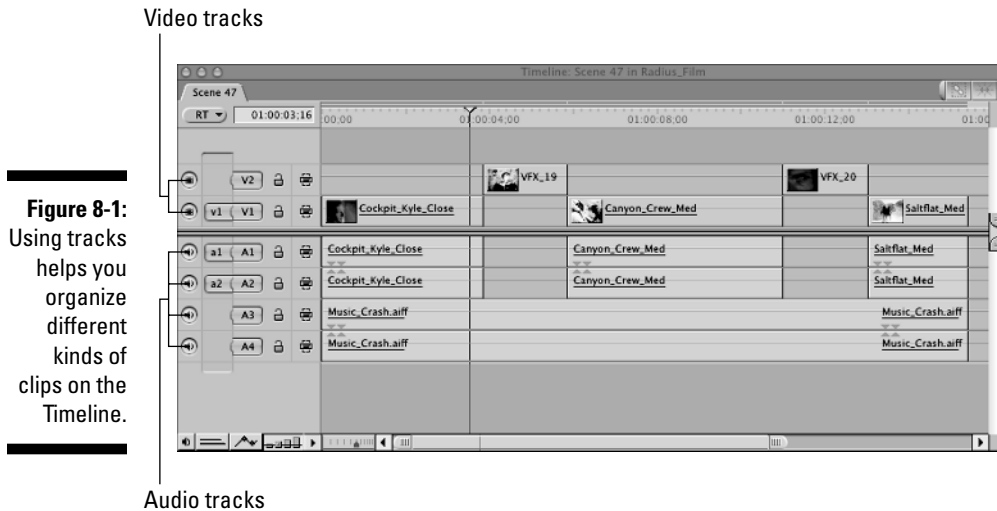 Video tracks
Timeline: Scene 47 in Radius_Film
Scene 47
RT 01:00:03;16 00;00 01:00:04;00 01:00:08;00 01:00:12;00 01:00
V2 VFX_19 VFX_20
v1 V1 Cockpit_Kyle_Close Canyon_Crew_Med Saltflat_Med
a1 A1 Cockpit_Kyle_Close Canyon_Crew_Med Saltflat_Med
a2 A2 Cockpit_Kyle_Close Canyon_Crew_Med Saltflat_Med
A3 Music_Crash.aiff Music_Crash.aiff
A4 Music_Crash.aiff Music_Crash.aiff
Figure 8-1:
Using tracks
helps you
organize
different
kinds of
clips on the
Timeline.
Audio tracks